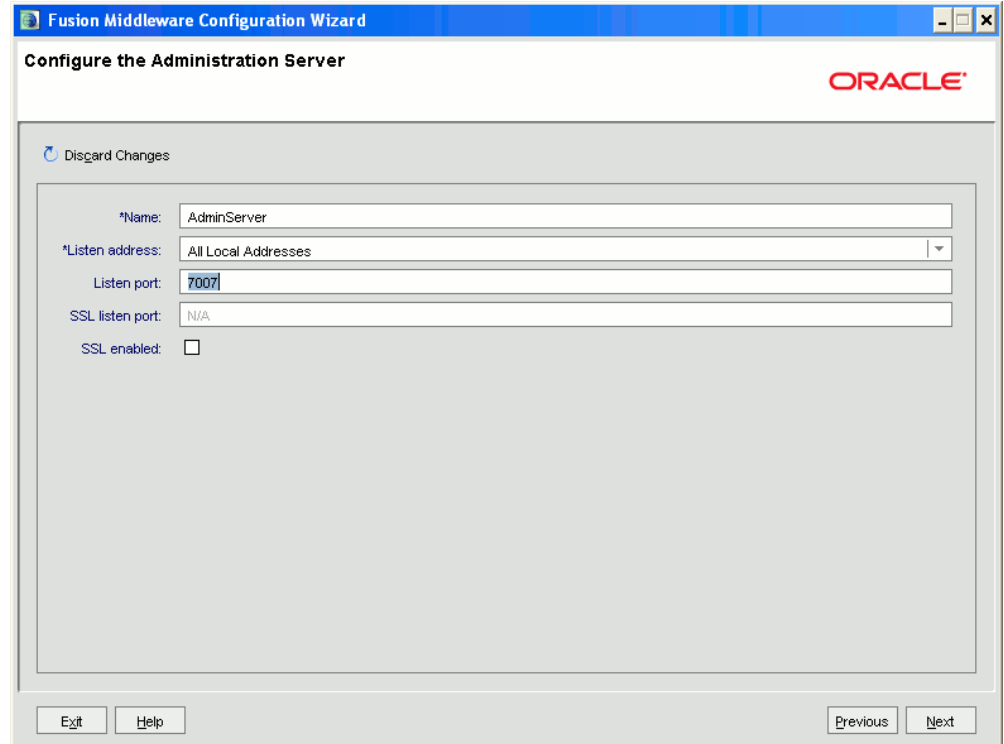 Fusion Middleware Configuration Wizard
Configure the Administration Server
ORACLE
Discard Changes
*Name: AdminServer
*Listen address: All Local Addresses
Listen port: 7007
SSL listen port: N/A
SSL enabled:
Exit Help Previous Next